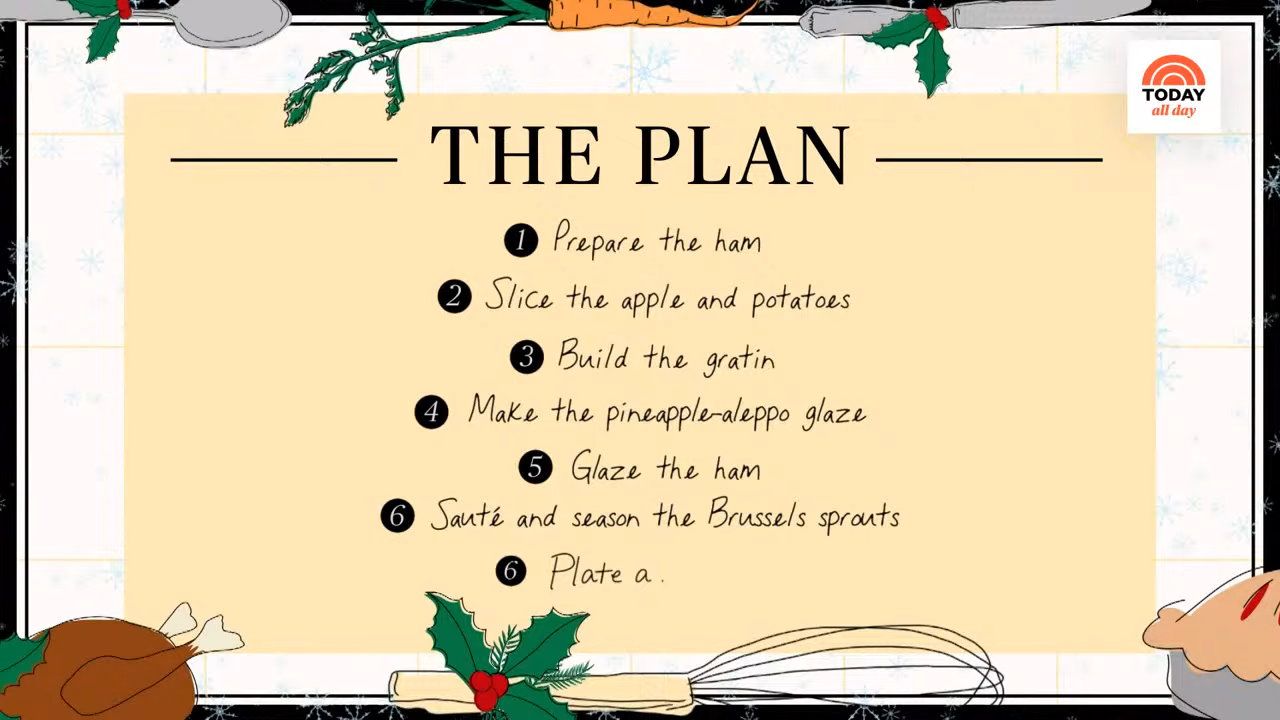 TODAY
all day
THE PLAN
1 Prepare the ham
2 Slice the apple and potatoes
3 Build the gratin
4 Make the pineapple-aleppo glaze
5 Glaze the ham
6 Sauté and season the Brussels sprouts
6 Plate a